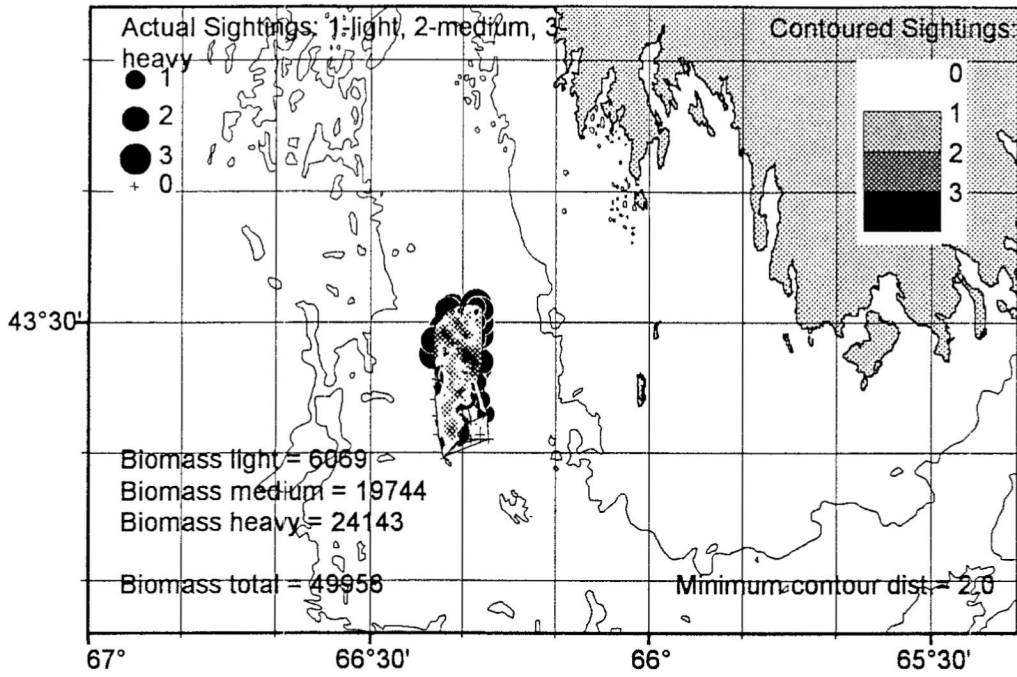 Actual Sightings: 1-light, 2-medium, 3-
heavy
1
2
3
0
Contoured Sightings:
0
1
2
3
43°30'
Biomass light = 6069
Biomass medium = 19744
Biomass heavy = 24143
Biomass total = 49956
Minimum contour dist = 2.0
67°
66°30'
66°
65°30'